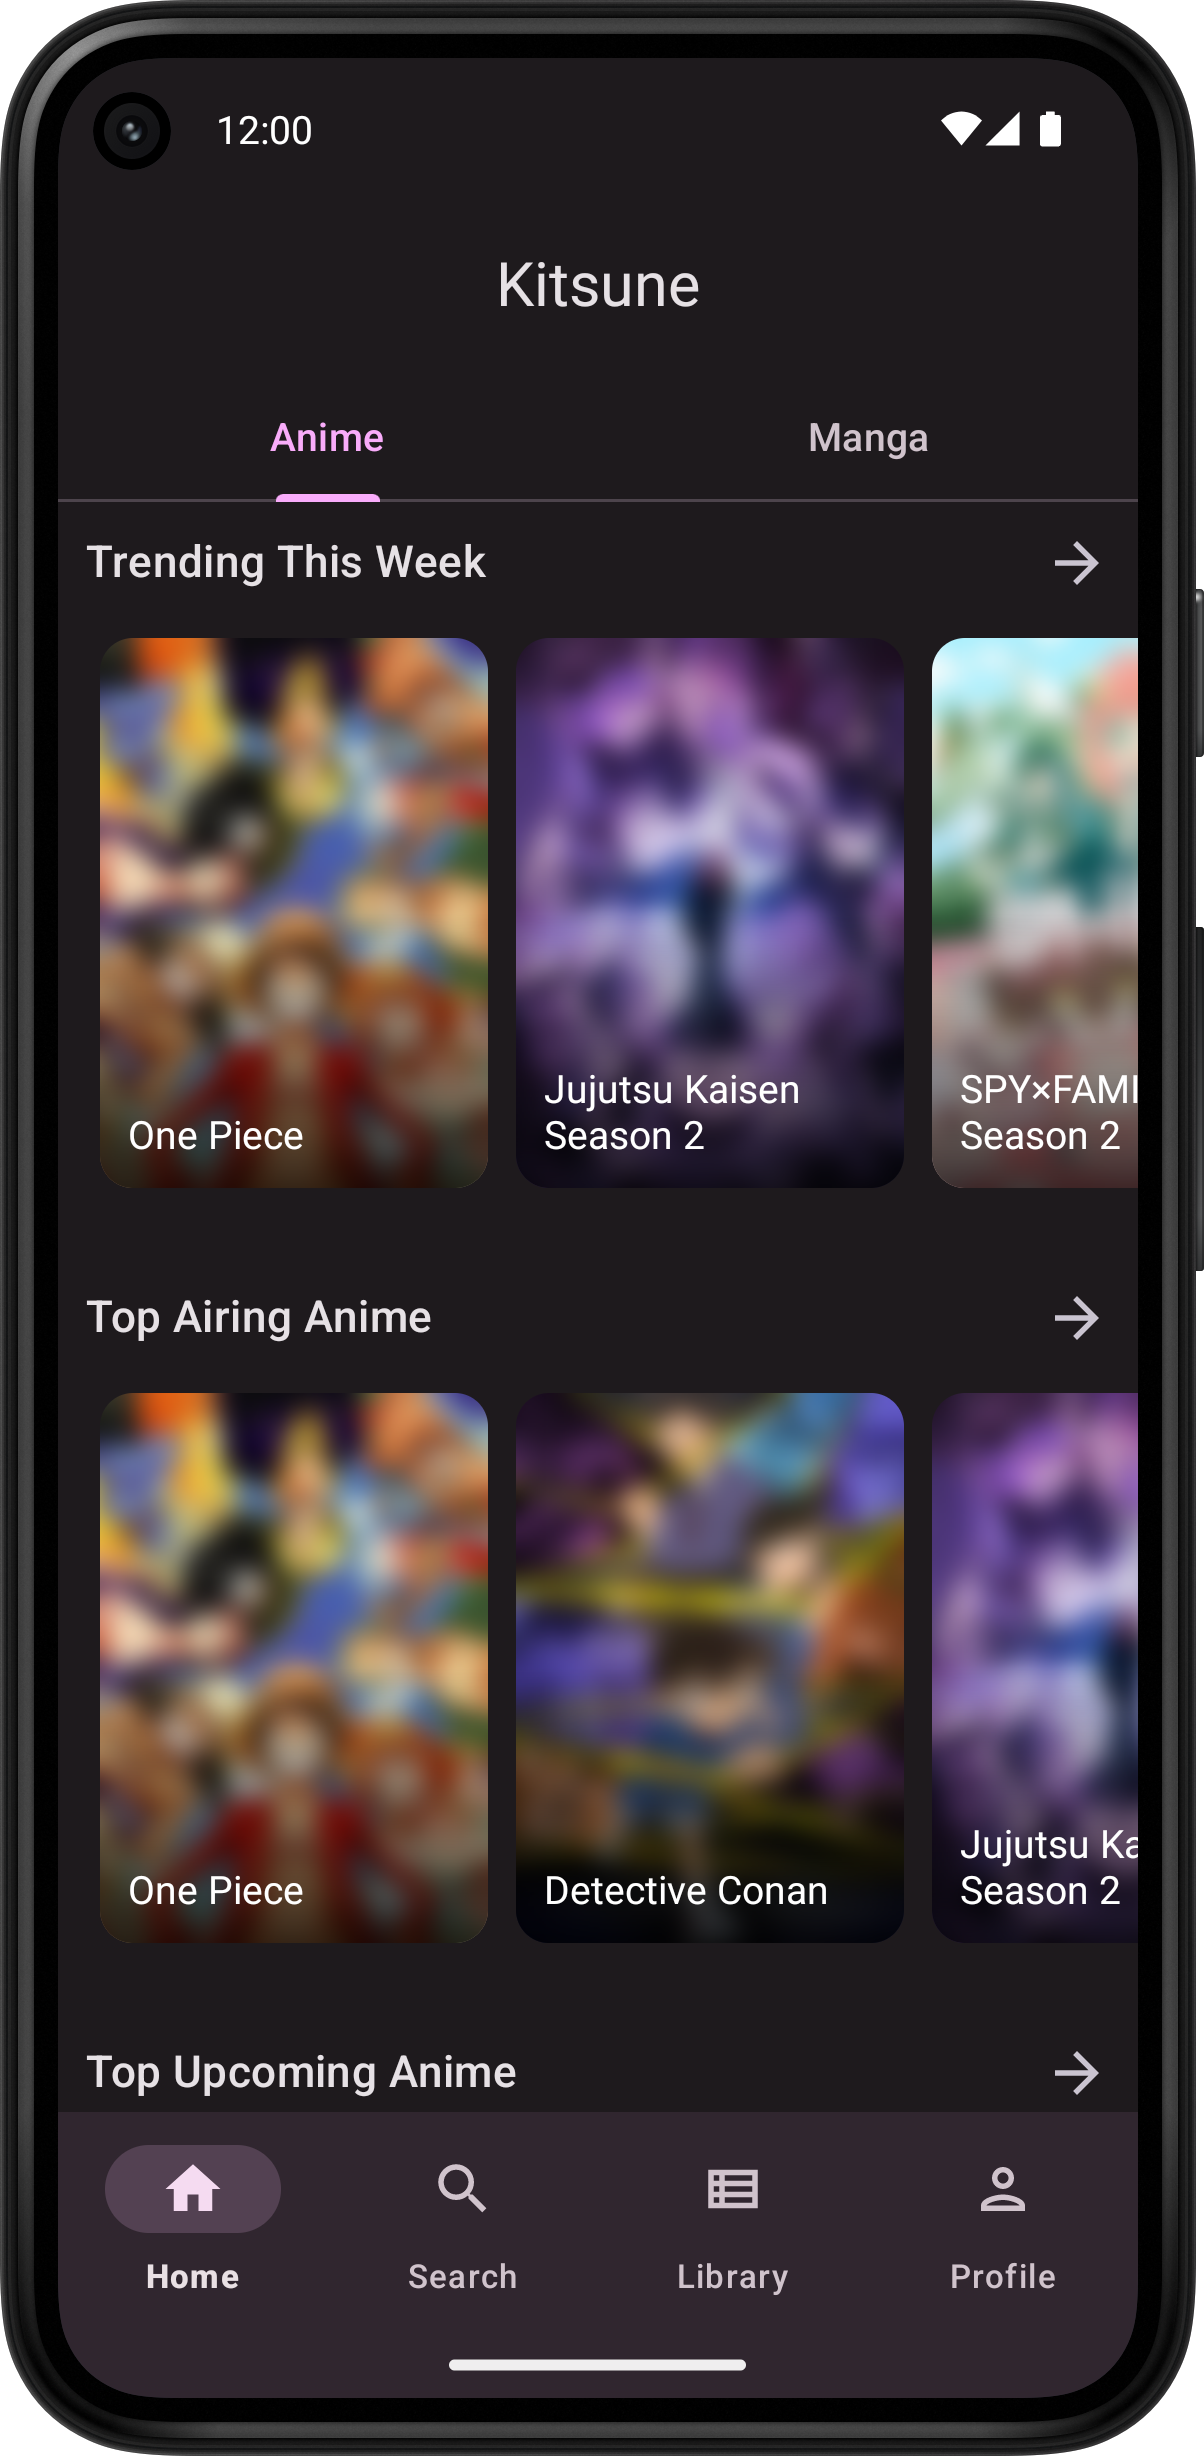 12:00
Kitsune
Anime
Manga
Trending This Week
One Piece
Jujutsu Kaisen
Season 2
SPY×FAMI
Season 2
Top Airing Anime
One Piece
Detective Conan
Jujutsu Ka
Season 2
Top Upcoming Anime
Home
Search
Library
Profile